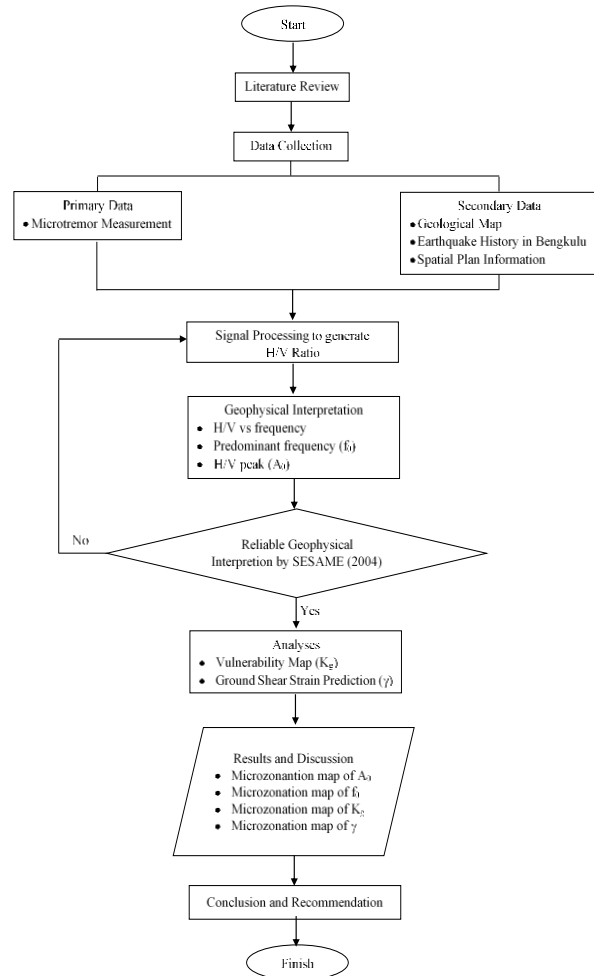 Start
Literature Review
Data Collection
Primary Data
• Microtremor Measurement
Secondary Data
• Geological Map
• Earthquake History in Bengkulu
• Spatial Plan Information
Signal Processing to generate
H/V Ratio
Geophysical Interpretation
• H/V vs frequency
• Predominant frequency (f₀)
• H/V peak (A₀)
No
Reliable Geophysical
Interpretion by SESAME (2004)
Yes
Analyses
• Vulnerability Map (Kg)
• Ground Shear Strain Prediction (γ)
Results and Discussion
• Microzonantion map of A₀
• Microzonation map of f₀
• Microzonation map of Kg
• Microzonation map of γ
Conclusion and Recommendation
Finish